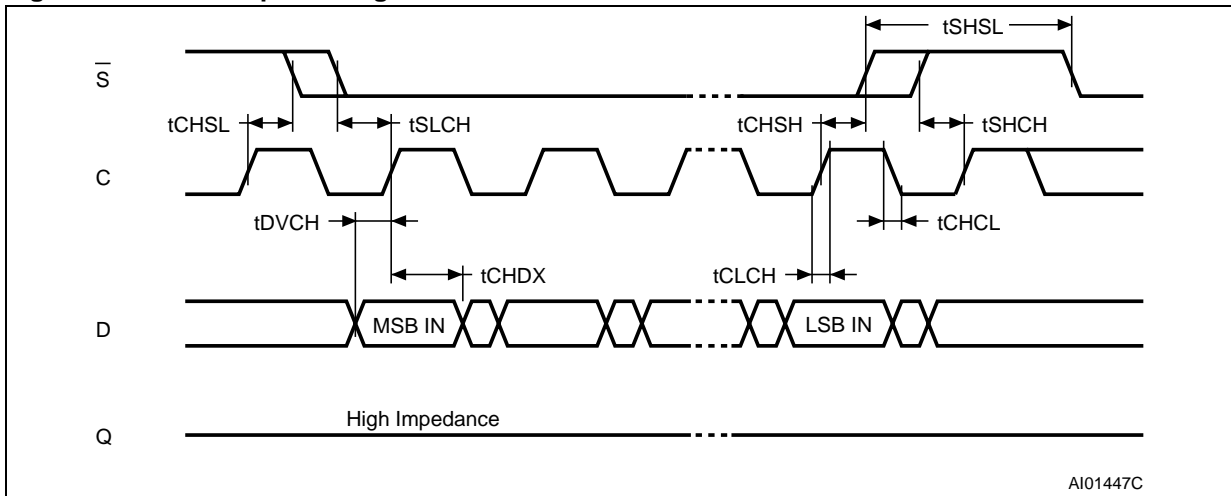 tSHSL
S
tCHSL
tSLCH
tCHSH
tSHCH
C
tDVCH
tCHCL
tCHDX
tCLCH
D
MSB IN
LSB IN
High Impedance
Q
AI01447C